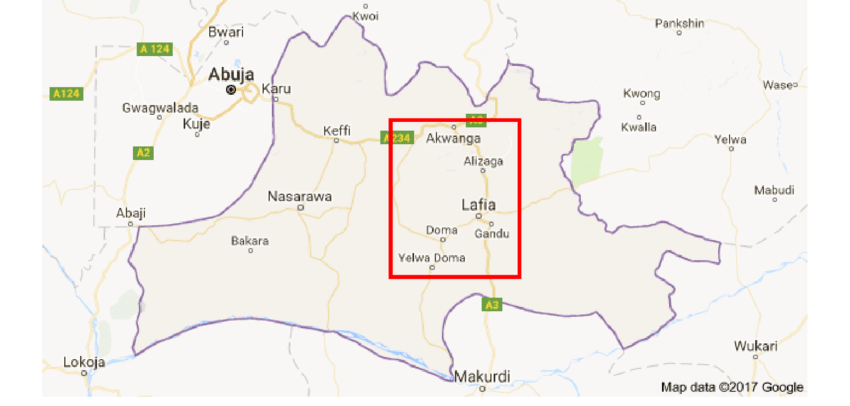 Kwoi
Pankshin
Bwari
A 124
Abuja
Karu
Wase
A124
Kwong
Gwagwalada
Kuje
Keffi
A234
A3
Akwanga
Kwalla
Yelwa
A2
Alizaga
Nasarawa
Lafia
Mabudi
Abaji
Doma
Gandu
Bakara
Yelwa Doma
A3
Wukari
Lokoja
Makurdi
Map data ©2017 Google